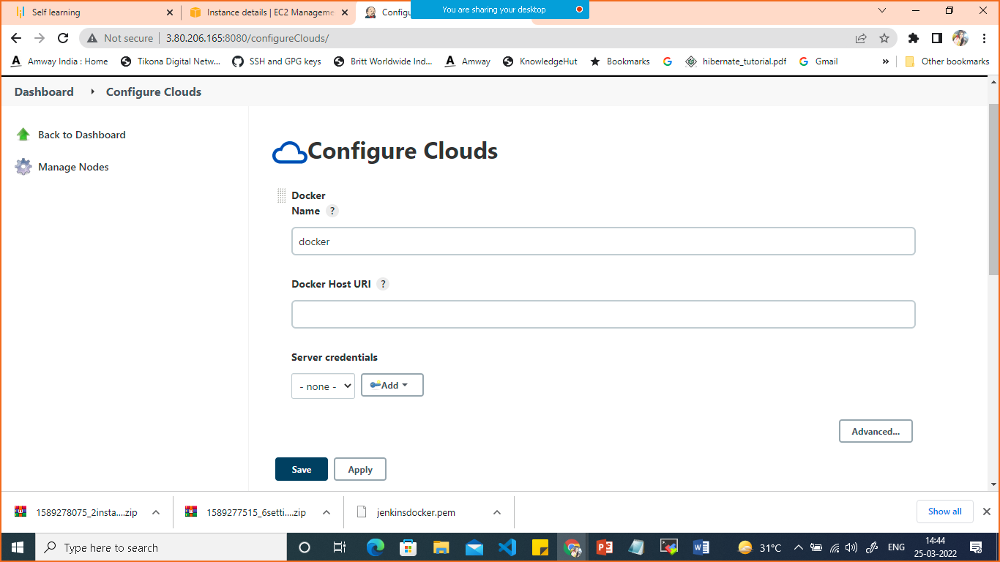 Self learning
Instance details | EC2 Manageme
Configu
You are sharing your desktop
Not secure
3.80.206.165:8080/configureClouds/
Amway India : Home
Tikona Digital Netw...
SSH and GPG keys
Britt Worldwide Ind...
Amway
KnowledgeHut
Bookmarks
hibernate_tutorial.pdf
Gmail
»
Other bookmarks
Dashboard
Configure Clouds
Back to Dashboard
Manage Nodes
Configure Clouds
Docker
Name ?
docker
Docker Host URI ?
Server credentials
- none -
Add
Advanced...
Save
Apply
1589278075_2insta....zip
1589277515_6setti....zip
jenkinsdocker.pem
Show all
Type here to search
31°C
ENG
14:44
25-03-2022